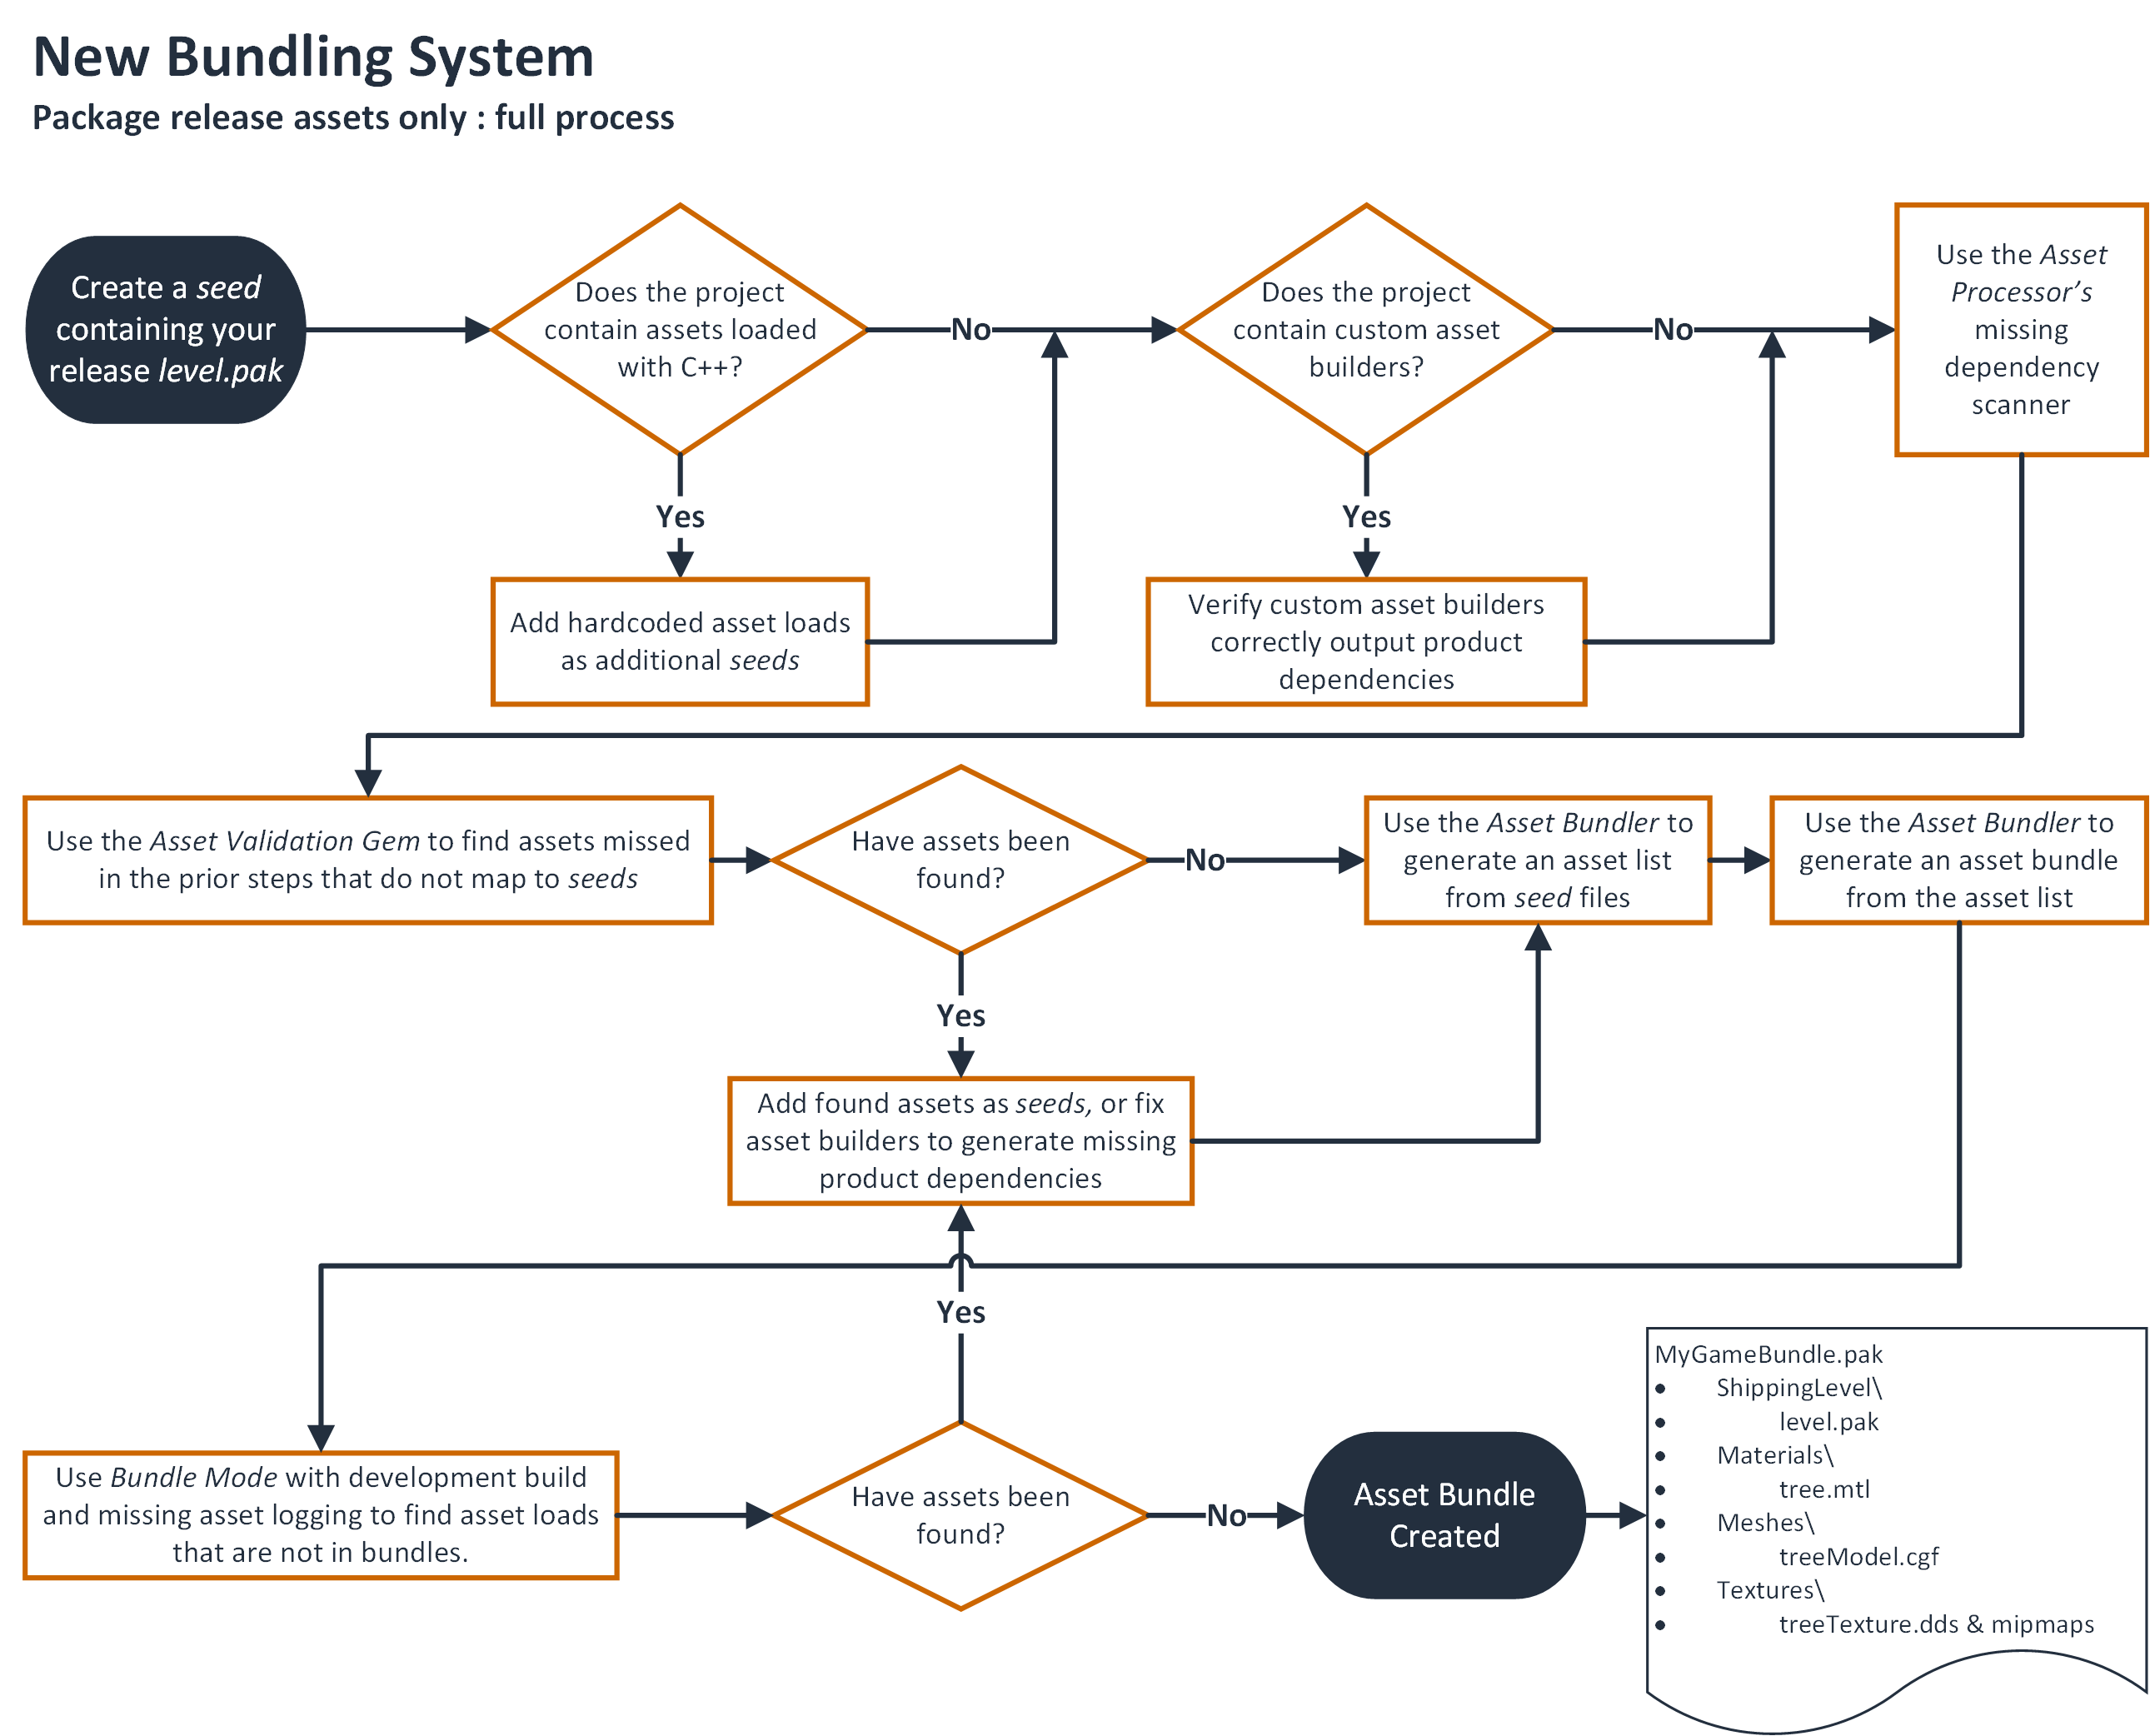 New Bundling System
Package release assets only : full process
Create a seed
containing your
release level.pak
Does the project
contain assets loaded
with C++?
No
Does the project
contain custom asset
builders?
No
Use the Asset
Processor’s
missing
dependency
scanner
Yes
Yes
Add hardcoded asset loads
as additional seeds
Verify custom asset builders
correctly output product
dependencies
Use the Asset Validation Gem to find assets missed
in the prior steps that do not map to seeds
Have assets been
found?
No
Use the Asset Bundler to
generate an asset list
from seed files
Use the Asset Bundler to
generate an asset bundle
from the asset list
Yes
Add found assets as seeds, or fix
asset builders to generate missing
product dependencies
Yes
Use Bundle Mode with development build
and missing asset logging to find asset loads
that are not in bundles.
Have assets been
found?
No
Asset Bundle
Created
MyGameBundle.pak
• ShippingLevel\
• level.pak
• Materials\
• tree.mtl
• Meshes\
• treeModel.cgf
• Textures\
• treeTexture.dds & mipmaps